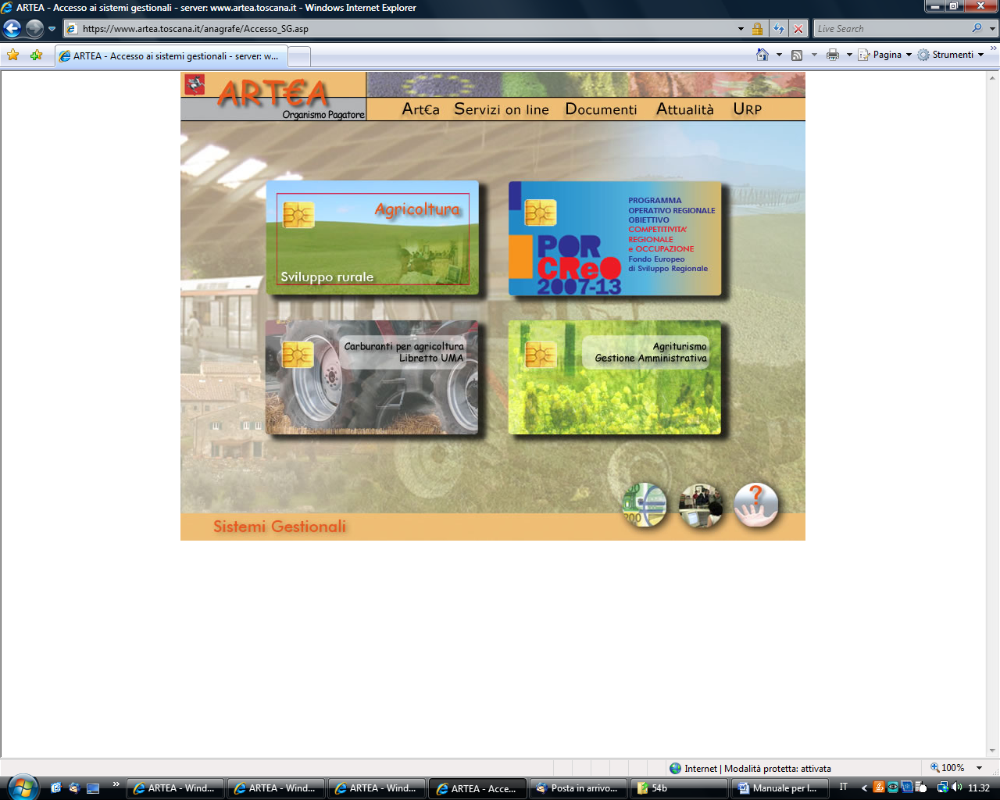 ARTEA - Accesso ai sistemi gestionali - server: www.artea.toscana.it - Windows Internet Explorer
https://www.artea.toscana.it/anagrafe/Accesso_SG.asp
Live Search
ARTEA - Accesso ai sistemi gestionali - server: w...
Pagina
Strumenti
ART€A
Organismo Pagatore
Art€a
Servizi on line
Documenti
Attualità
URP
Agricoltura
Sviluppo rurale
PROGRAMMA
OPERATIVO REGIONALE
OBIETTIVO
COMPETITIVITA'
REGIONALE
e OCCUPAZIONE
Fondo Europeo
di Sviluppo Regionale
POR
CReO
2007-13
Carburanti per agricoltura
Libretto UMA
Agriturismo
Gestione Amministrativa
200
?
Sistemi Gestionali
Internet | Modalità protetta: attivata
100%
ARTEA - Wind...
ARTEA - Wind...
ARTEA - Wind...
ARTEA - Acce...
Posta in arrivo...
54b
Manuale per l...
IT
11.32